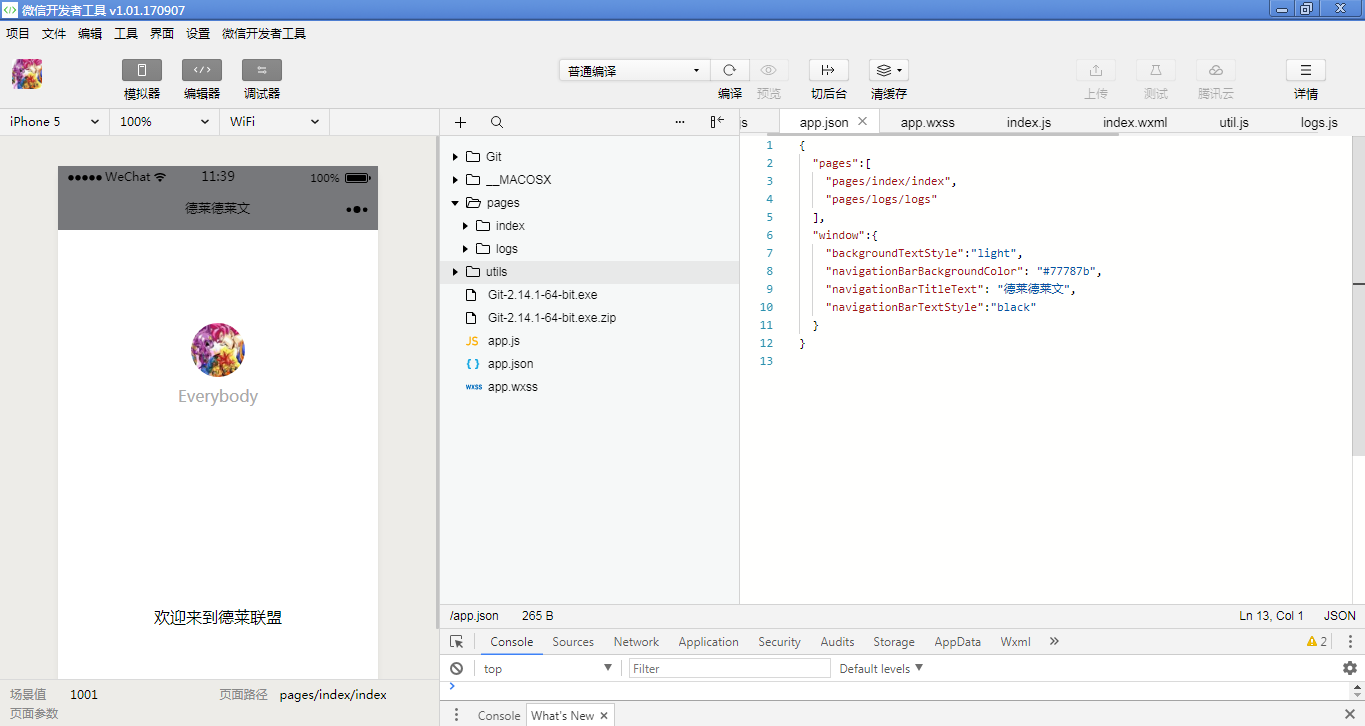 微信开发者工具 v1.01.170907
项目 文件 编辑 工具 界面 设置 微信开发者工具
普通编译
模拟器 编辑器 调试器 编译 预览 切后台 清缓存 上传 测试 腾讯云 详情
iPhone 5 100% WiFi
js app.json app.wxss index.js index.wxml util.js logs.js
WeChat 11:39 100%
德莱德莱文
Everybody
欢迎来到德莱联盟
场景值 1001 页面路径 pages/index/index
页面参数
Git
__MACOSX
pages
index
logs
utils
Git-2.14.1-64-bit.exe
Git-2.14.1-64-bit.exe.zip
JS app.js
{ } app.json
wxss app.wxss
1 {
2 "pages":[
3 "pages/index/index",
4 "pages/logs/logs"
5 ],
6 "window":{
7 "backgroundTextStyle":"light",
8 "navigationBarBackgroundColor": "#77787b",
9 "navigationBarTitleText": "德莱德莱文",
10 "navigationBarTextStyle":"black"
11 }
12 }
13
/app.json 265 B Ln 13, Col 1 JSON
Console Sources Network Application Security Audits Storage AppData Wxml » 2
top Filter Default levels
Console What's New